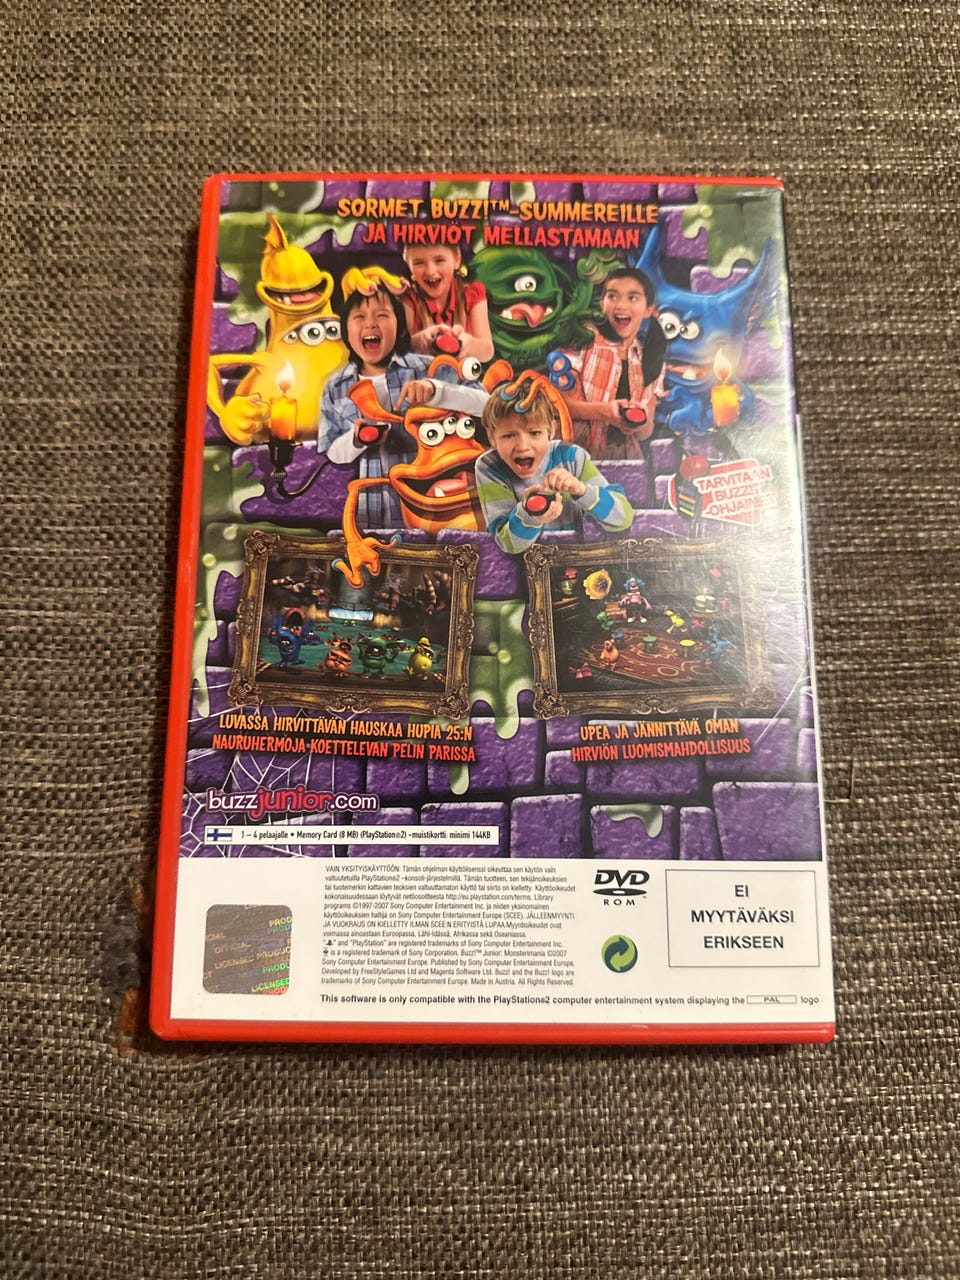 SORMET BUZZ!™-SUMMEREILLE
JA HIRVIÖT MELLASTAMAAN
TARVITAAN
BUZZ!™
-OHJAIMET
LUVASSA HIRVITTÄVÄN HAUSKAA HUPIA 25:N
NAURUHERMOJA KOETTELEVAN PELIN PARISSA
UPEA JA JÄNNITTÄVÄ OMAN
HIRVIÖN LUOMISMAHDOLLISUUS
buzzjunior.com
1 – 4 pelaajalle • Memory Card (8 MB) (PlayStation®2) -muistikortti: minimi 144KB
VAIN YKSITYISKÄYTTÖÖN: Tämän ohjelman käyttölisenssi oikeuttaa sen käytön vain
valtuutetuilla PlayStation®2 -konsoli-järjestelmillä. Tämän tuotteen, sen tekijänoikeuksien
tai tuotemerkin kattavien teoksien valtuuttamaton käyttö tai siirto on kielletty. Käyttöoikeudet
kokonaisuudessaan löytyvät nettiosoitteesta http://eu.playstation.com/terms. Library
programs ©1997-2007 Sony Computer Entertainment Inc. ja niiden yksinomainen
käyttöoikeuksien haltija on Sony Computer Entertainment Europe (SCEE). JÄLLEENMYYNTI
JA VUOKRAUS ON KIELLETTY ILMAN SCEE:N ERITYISTÄ LUPAA. Myyntioikeudet ovat
voimassa ainoastaan Euroopassa, Lähi-Idässä, Afrikassa sekä Oseaniassa.
" " and "PlayStation" are registered trademarks of Sony Computer Entertainment Inc.
is a registered trademark of Sony Corporation. Buzz!™ Junior: Monsterimania ©2007
Sony Computer Entertainment Europe. Published by Sony Computer Entertainment Europe.
Developed by FreeStyleGames Ltd and Magenta Software Ltd. Buzz! and the Buzz! logo are
trademarks of Sony Computer Entertainment Europe. Made in Austria. All Rights Reserved.
This software is only compatible with the PlayStation®2 computer entertainment system displaying the PAL logo
DVD
ROM
EI
MYYTÄVÄKSI
ERIKSEEN
OFFICIAL
LICENSED PRODUCT
LICENSED